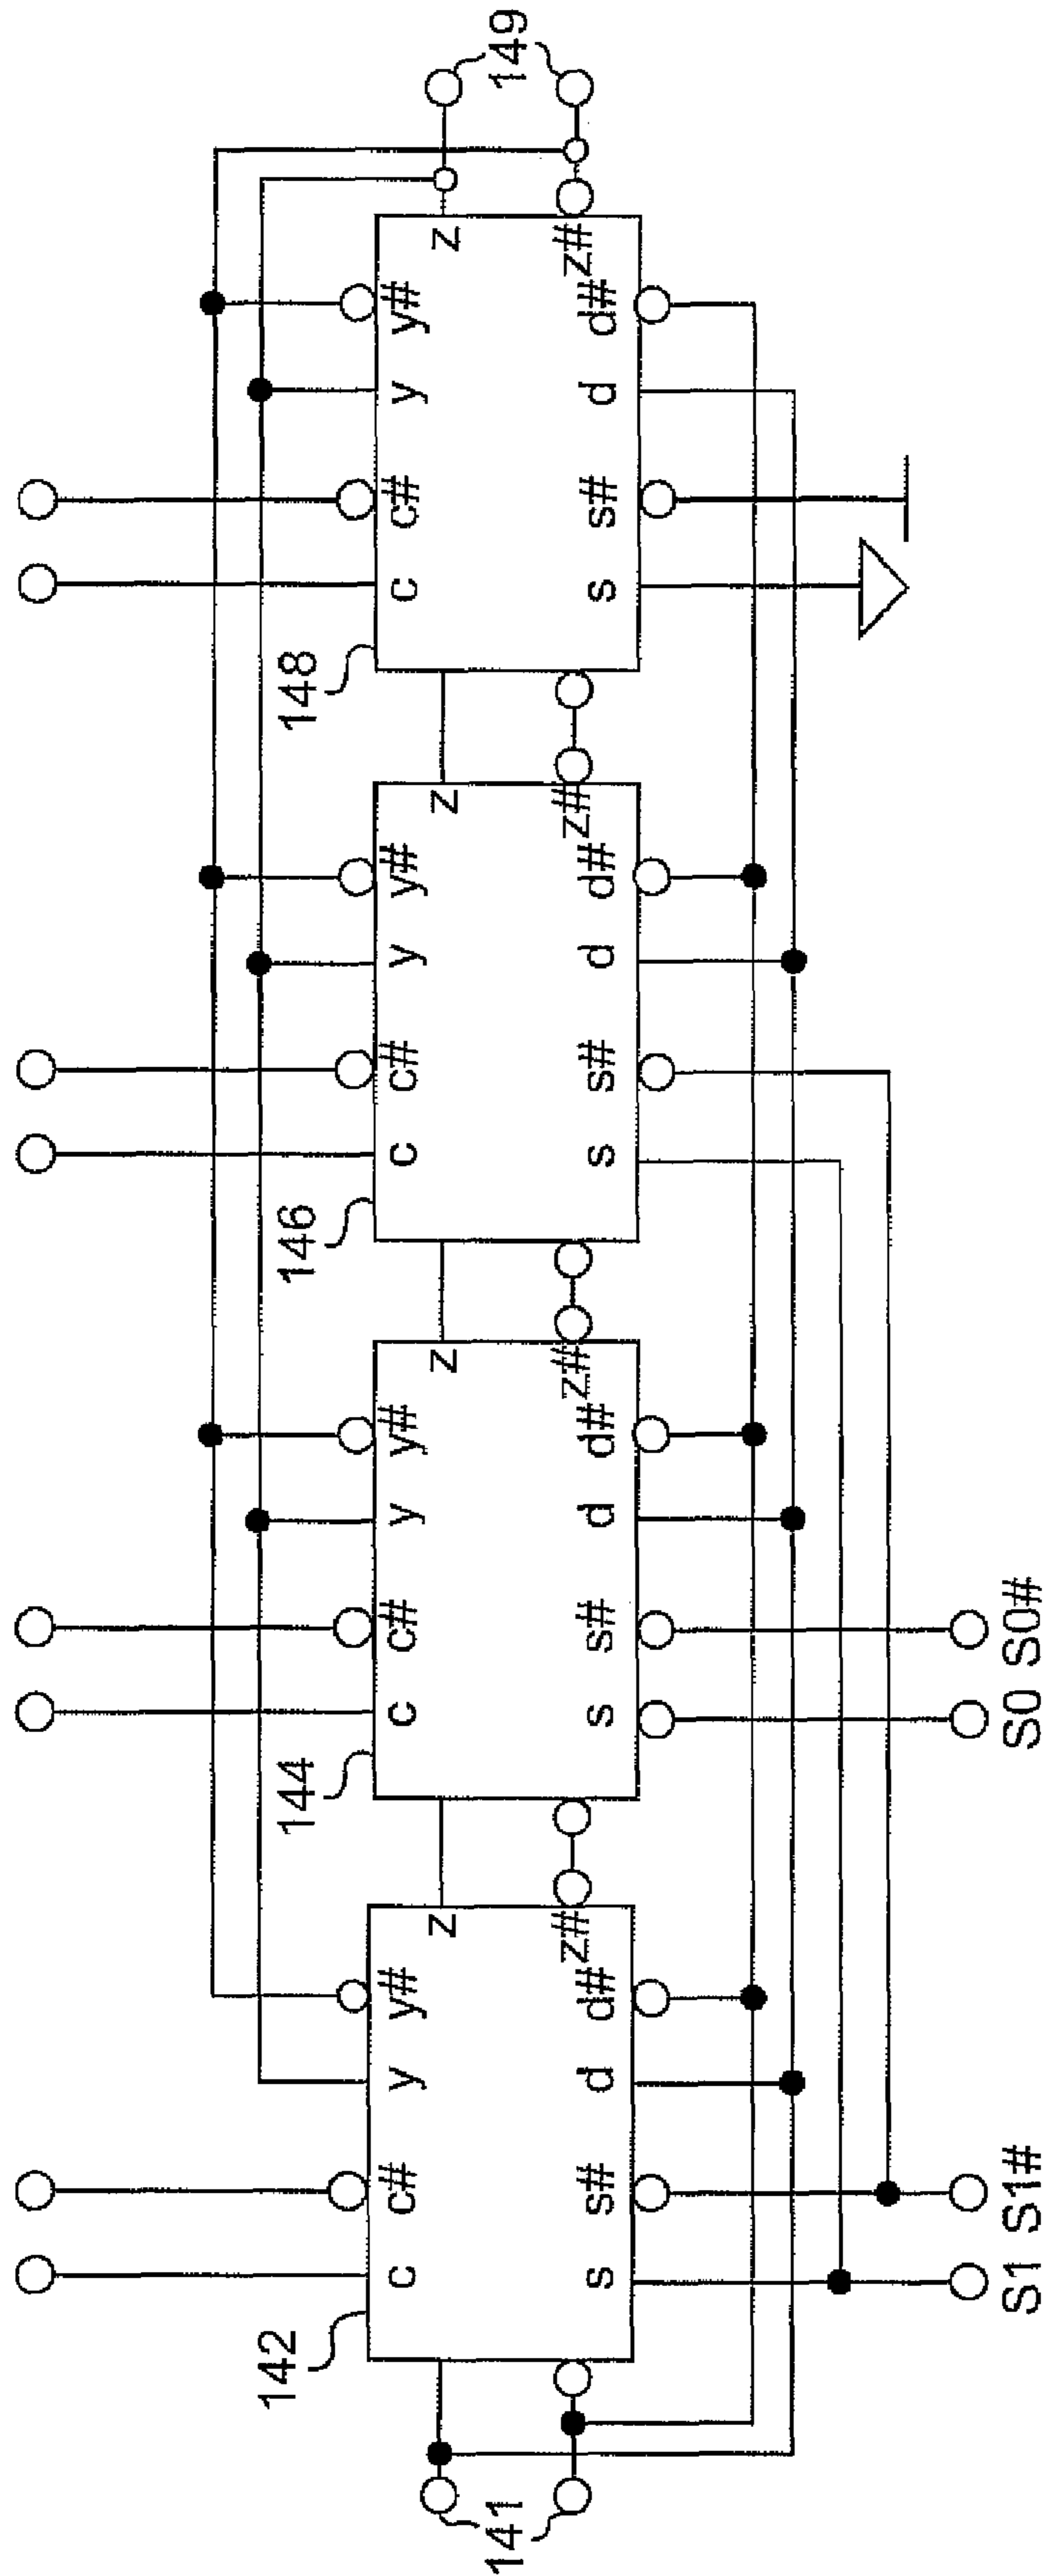 142 144 146 148
c c# y y# c c# y y# c c# y y# c c# y y#
z z z z
141 149
z# z# z# z#
s s# d d# s s# d d# s s# d d# s s# d d#
S1 S1# S0 S0#